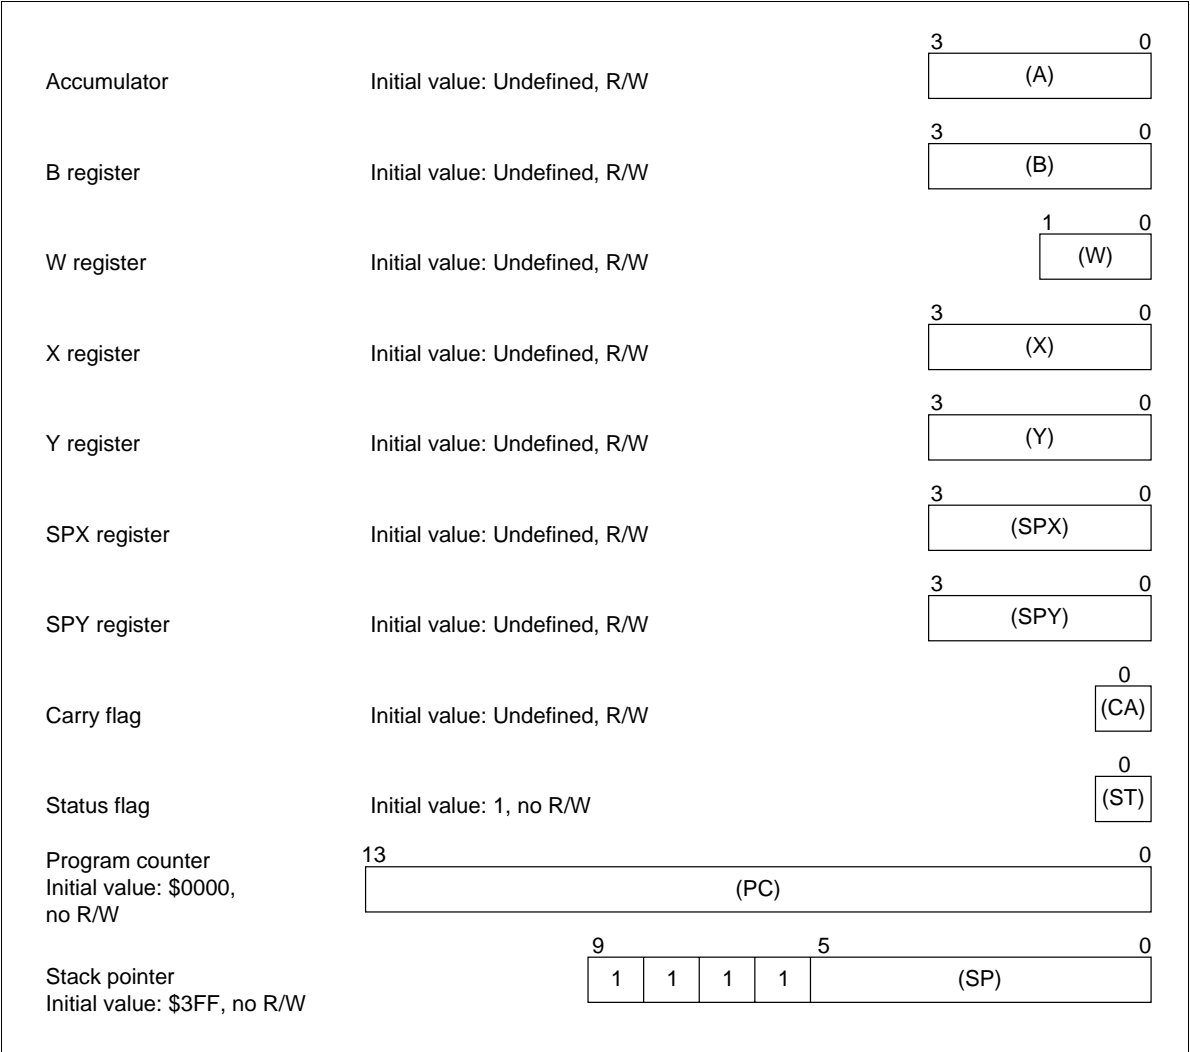 3 0
Accumulator Initial value: Undefined, R/W (A)
3 0
B register Initial value: Undefined, R/W (B)
1 0
W register Initial value: Undefined, R/W (W)
3 0
X register Initial value: Undefined, R/W (X)
3 0
Y register Initial value: Undefined, R/W (Y)
3 0
SPX register Initial value: Undefined, R/W (SPX)
3 0
SPY register Initial value: Undefined, R/W (SPY)
0
Carry flag Initial value: Undefined, R/W (CA)
0
Status flag Initial value: 1, no R/W (ST)
Program counter 13 0
Initial value: $0000, (PC)
no R/W
9 5 0
Stack pointer 1 1 1 1 (SP)
Initial value: $3FF, no R/W